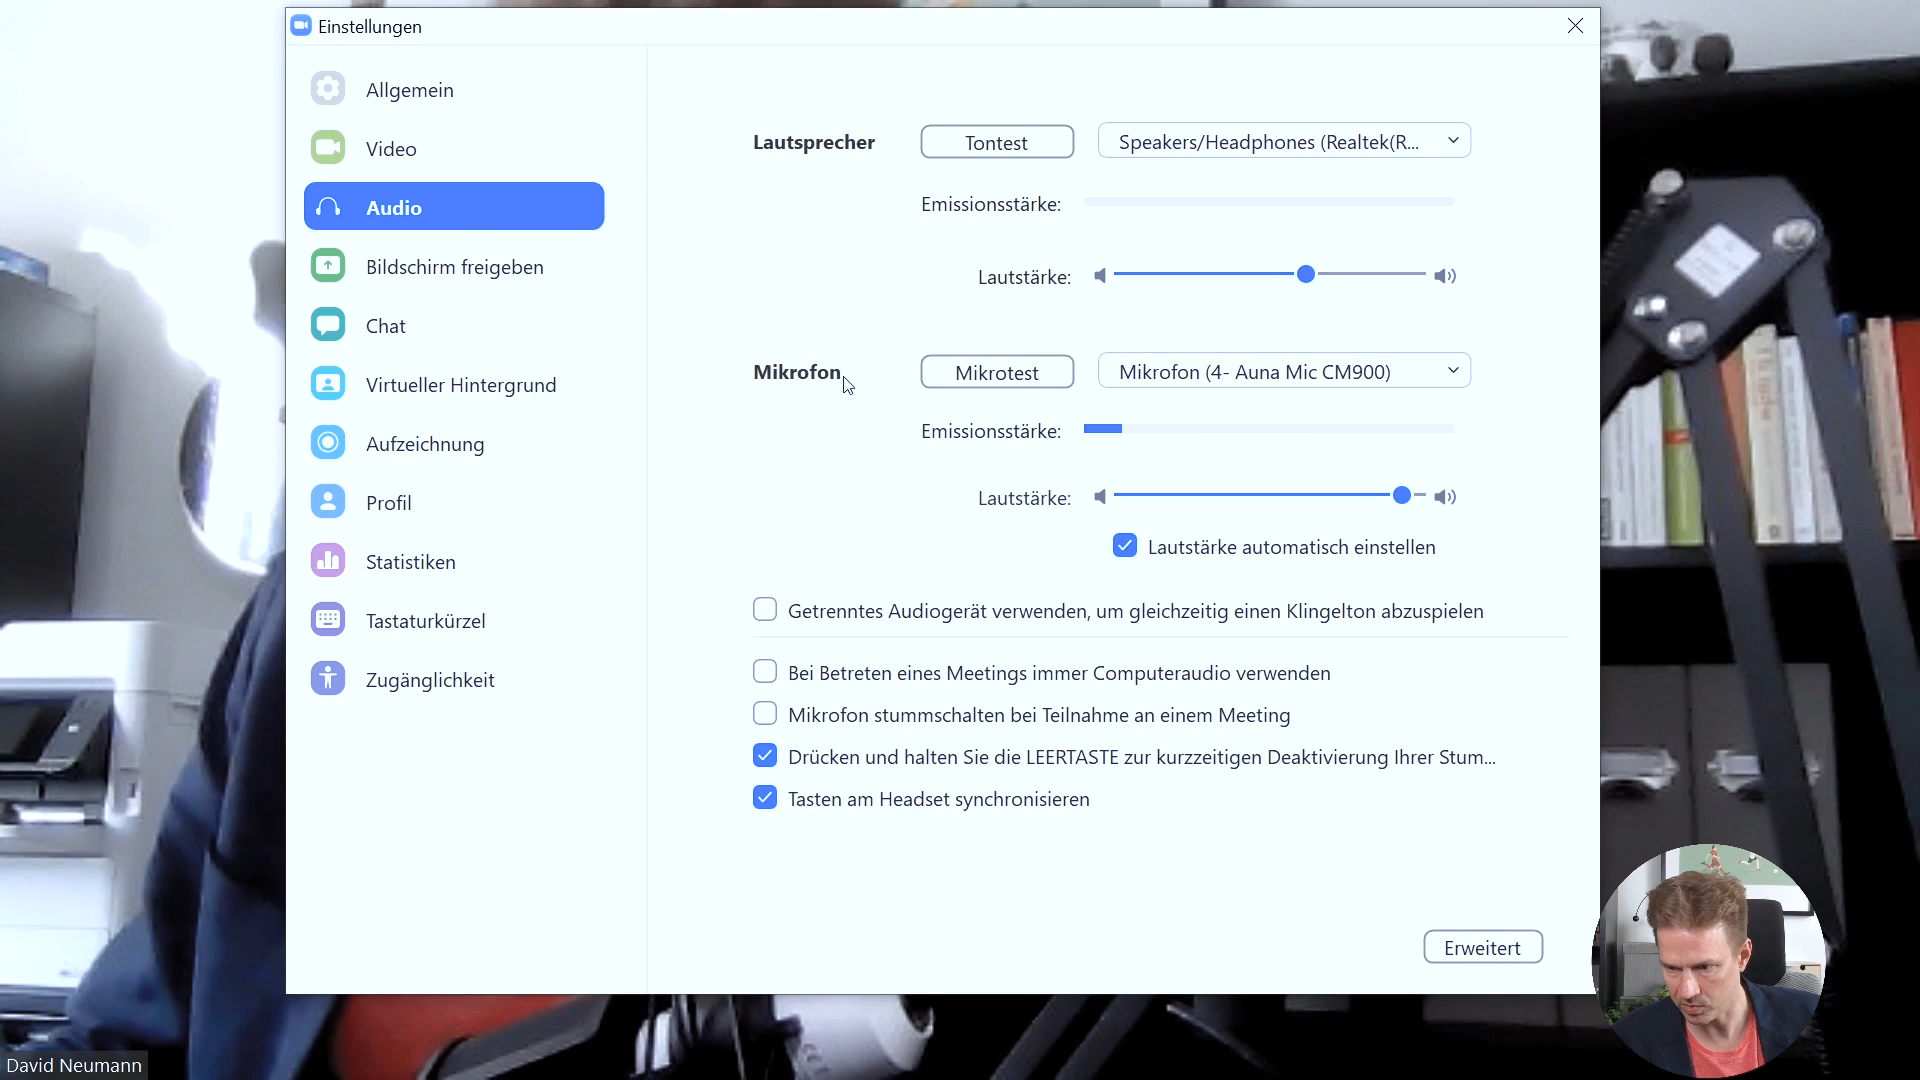 Einstellungen
Allgemein
Video
Audio
Bildschirm freigeben
Chat
Virtueller Hintergrund
Aufzeichnung
Profil
Statistiken
Tastaturkürzel
Zugänglichkeit
Lautsprecher
Tontest
Speakers/Headphones (Realtek(R...
Emissionsstärke:
Lautstärke:
Mikrofon
Mikrotest
Mikrofon (4- Auna Mic CM900)
Emissionsstärke:
Lautstärke:
Lautstärke automatisch einstellen
Getrenntes Audiogerät verwenden, um gleichzeitig einen Klingelton abzuspielen
Bei Betreten eines Meetings immer Computeraudio verwenden
Mikrofon stummschalten bei Teilnahme an einem Meeting
Drücken und halten Sie die LEERTASTE zur kurzzeitigen Deaktivierung Ihrer Stum...
Tasten am Headset synchronisieren
Erweitert
David Neumann